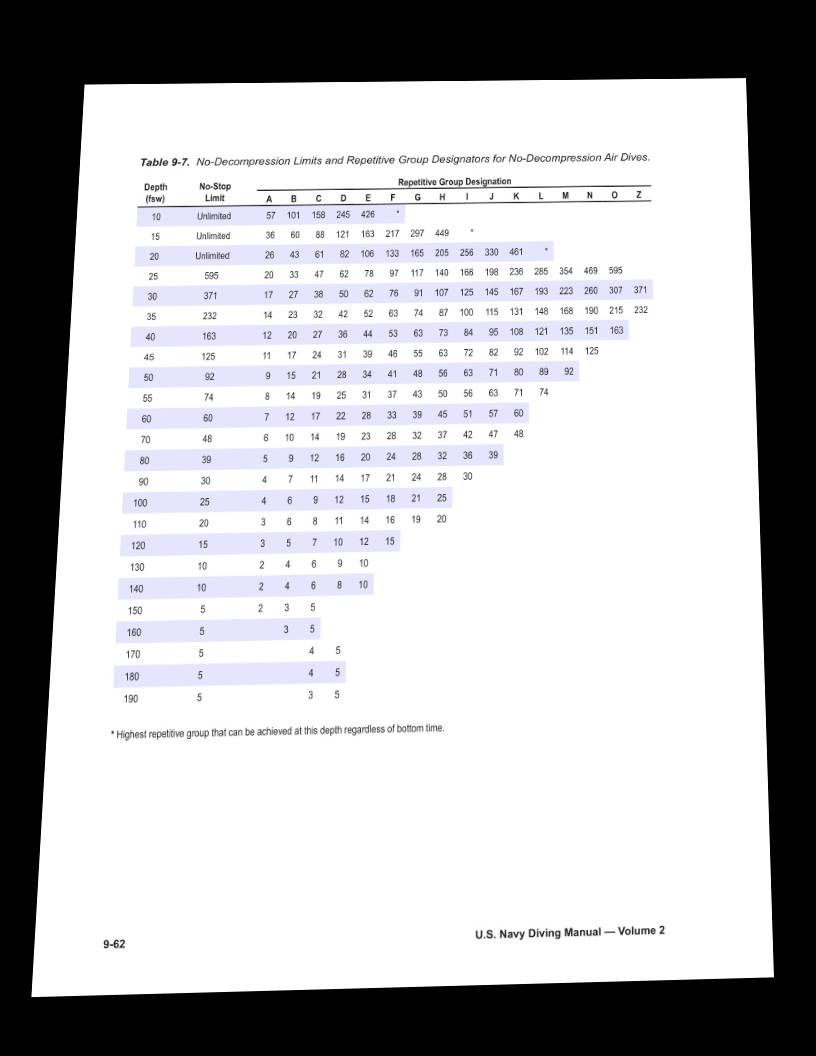 Table 9-7. No-Decompression Limits and Repetitive Group Designators for No-Decompression Air Dives.
Repetitive Group Designation
Depth (fsw) No-Stop Limit A B C D E F G H I J K L M N O Z
10 Unlimited 57 101 158 245 426 *
15 Unlimited 36 60 88 121 163 217 297 449 *
20 Unlimited 26 43 61 82 106 133 165 205 256 330 461 *
25 595 20 33 47 62 78 97 117 140 166 198 236 285 354 469 595
30 371 17 27 38 50 62 76 91 107 125 145 167 193 223 260 307 371
35 232 14 23 32 42 52 63 74 87 100 115 131 148 168 190 215 232
40 163 12 20 27 36 44 53 63 73 84 95 108 121 135 151 163
45 125 11 17 24 31 39 46 55 63 72 82 92 102 114 125
50 92 9 15 21 28 34 41 48 56 63 71 80 89 92
55 74 8 14 19 25 31 37 43 50 56 63 71 74
60 60 7 12 17 22 28 33 39 45 51 57 60
70 48 6 10 14 19 23 28 32 37 42 47 48
80 39 5 9 12 16 20 24 28 32 36 39
90 30 4 7 11 14 17 21 24 28 30
100 25 4 6 9 12 15 18 21 25
110 20 3 6 8 11 14 16 19 20
120 15 3 5 7 10 12 15
130 10 2 4 6 9 10
140 10 2 4 6 8 10
150 5 2 3 5
160 5 3 5
170 5 4 5
180 5 4 5
190 5 3 5
* Highest repetitive group that can be achieved at this depth regardless of bottom time.
9-62 U.S. Navy Diving Manual — Volume 2